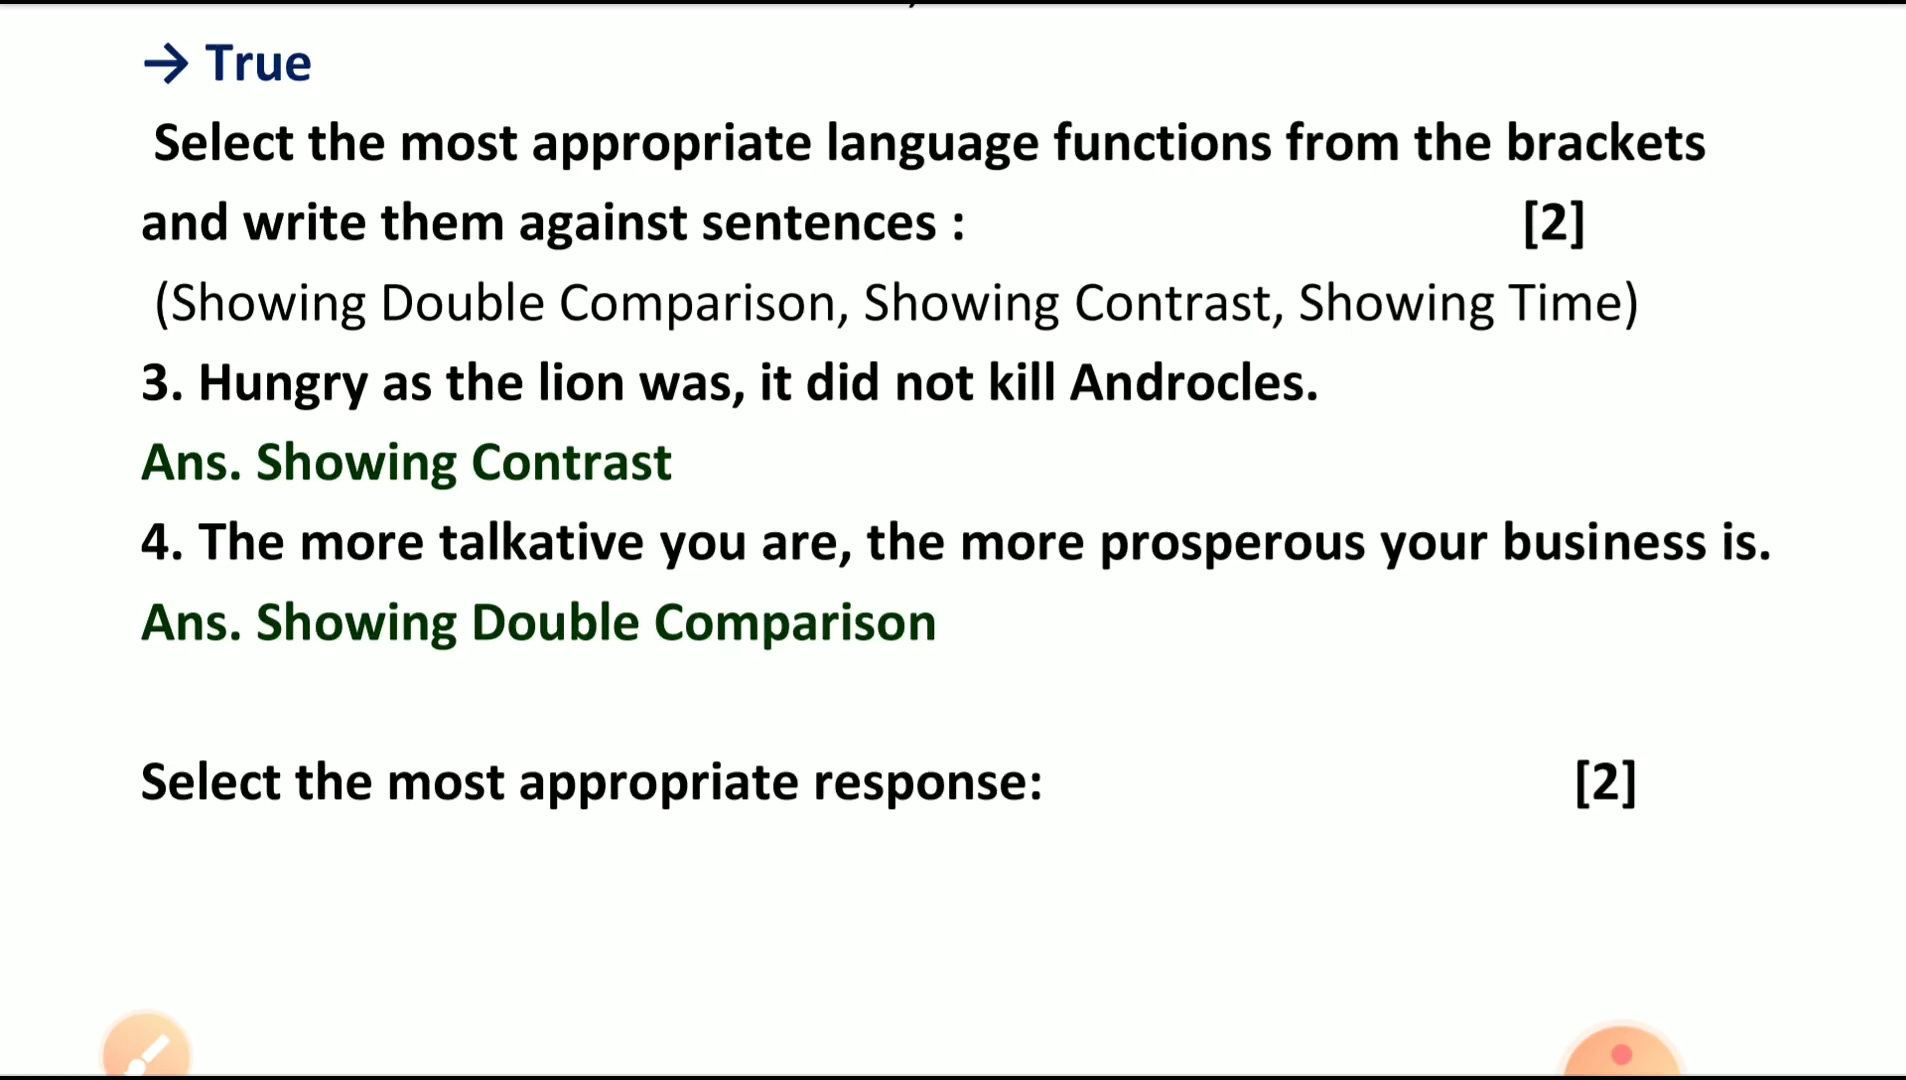 → True
Select the most appropriate language functions from the brackets
and write them against sentences : [2]
(Showing Double Comparison, Showing Contrast, Showing Time)
3. Hungry as the lion was, it did not kill Androcles.
Ans. Showing Contrast
4. The more talkative you are, the more prosperous your business is.
Ans. Showing Double Comparison
Select the most appropriate response: [2]